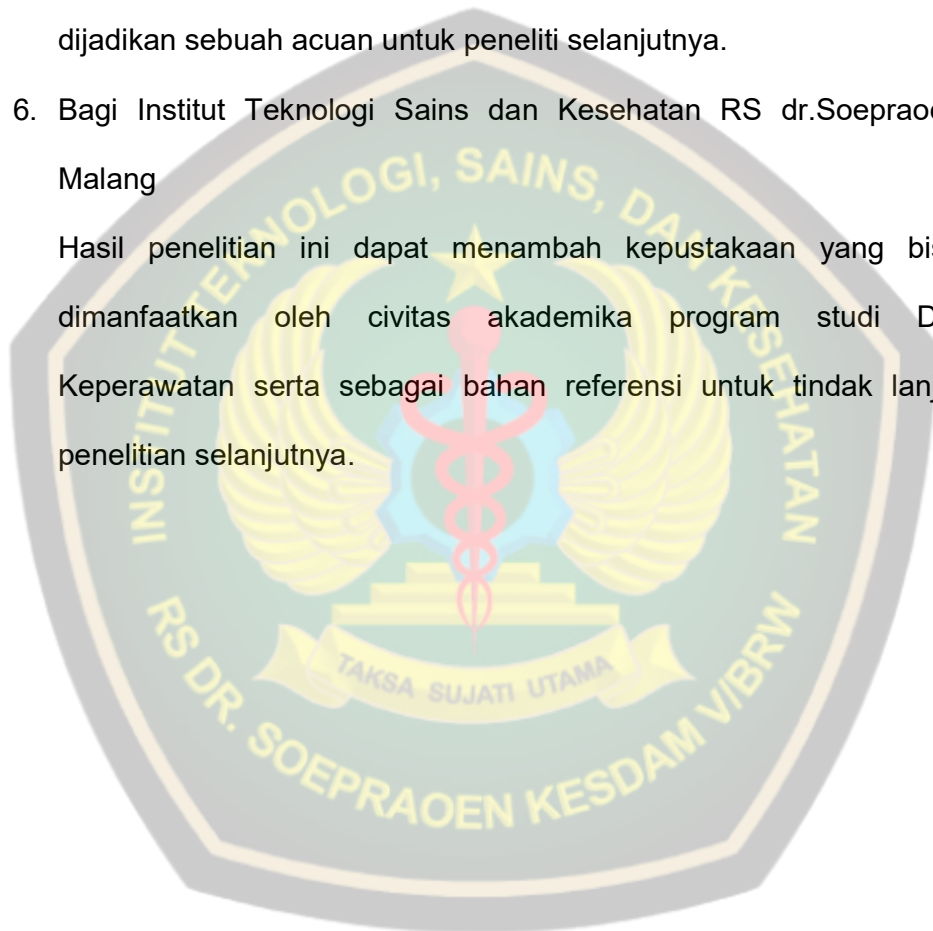 dijadikan sebuah acuan untuk peneliti selanjutnya.
6. Bagi Institut Teknologi Sains dan Kesehatan RS dr.Soeprao
Malang
Hasil penelitian ini dapat menambah kepustakaan yang bis
dimanfaatkan oleh civitas akademika program studi D
Keperawatan serta sebagai bahan referensi untuk tindak lanj
penelitian selanjutnya.
INSTITUT TEKNOLOGI, SAINS, DAN KESEHATAN
TAKSA SUJATI UTAMA
RS DR. SOEPRAOEN KESDAM V/BRW